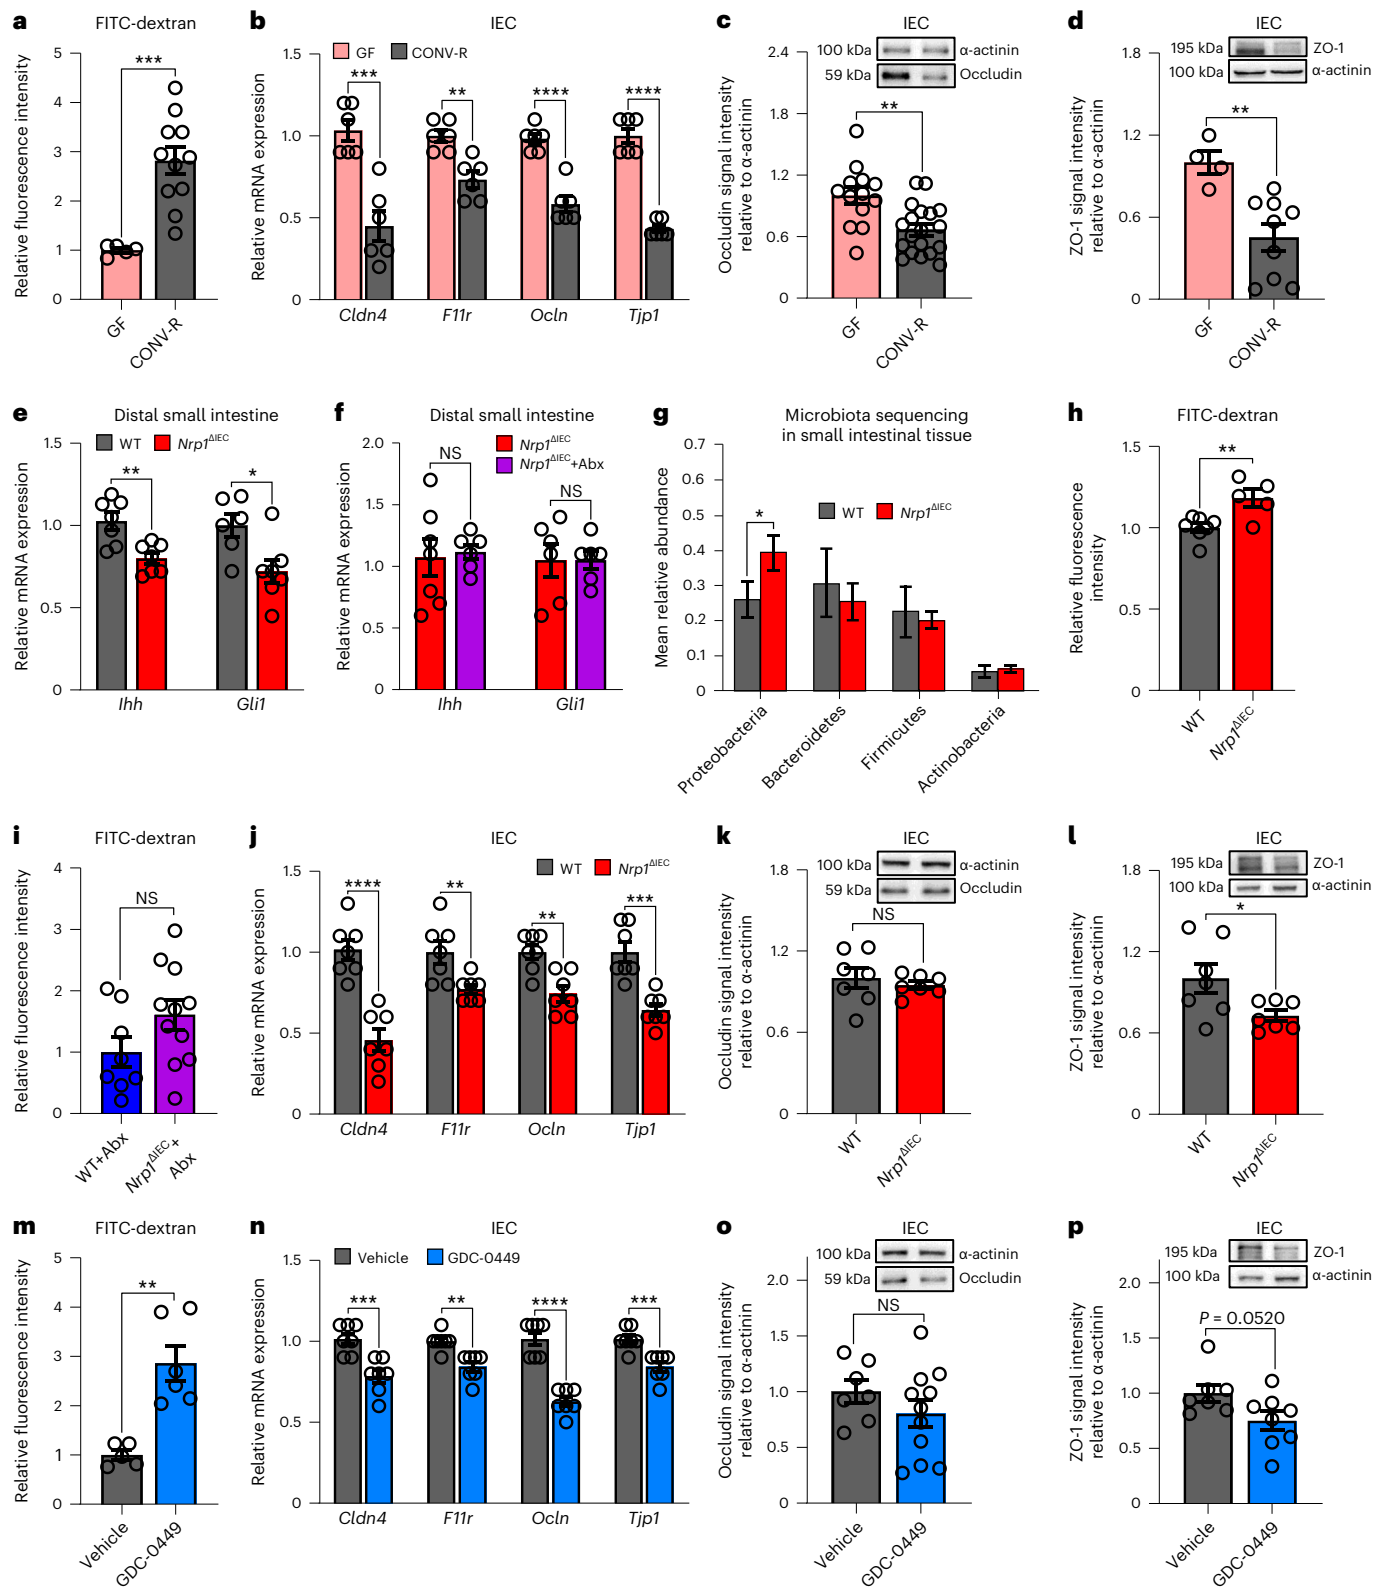 a
FITC-dextran
Relative fluorescence intensity
5
4
3
2
1
0
***
GF
CONV-R
b
IEC
GF
CONV-R
Relative mRNA expression
1.5
1.0
0.5
0
***
**
****
****
Cldn4
F11r
Ocln
Tjp1
c
IEC
100 kDa
α-actinin
59 kDa
Occludin
Occludin signal intensity
relative to α-actinin
2.4
1.8
1.2
0.6
0
**
GF
CONV-R
d
IEC
195 kDa
ZO-1
100 kDa
α-actinin
ZO-1 signal intensity
relative to α-actinin
1.8
1.2
0.6
0
**
GF
CONV-R
e
Distal small intestine
WT
Nrp1ΔIEC
Relative mRNA expression
1.5
1.0
0.5
0
**
*
Ihh
Gli1
f
Distal small intestine
Nrp1ΔIEC
Nrp1ΔIEC+Abx
Relative mRNA expression
2.0
1.5
1.0
0.5
0
NS
NS
Ihh
Gli1
g
Microbiota sequencing
in small intestinal tissue
WT
Nrp1ΔIEC
Mean relative abundance
0.7
0.6
0.5
0.4
0.3
0.2
0.1
0
*
Proteobacteria
Bacteroidetes
Firmicutes
Actinobacteria
h
FITC-dextran
Relative fluorescence
intensity
1.5
1.0
0.5
0
**
WT
Nrp1ΔIEC
i
FITC-dextran
Relative fluorescence intensity
4
3
2
1
0
NS
WT+Abx
Nrp1ΔIEC+
Abx
j
IEC
WT
Nrp1ΔIEC
Relative mRNA expression
1.5
1.0
0.5
0
****
**
**
***
Cldn4
F11r
Ocln
Tjp1
k
IEC
100 kDa
α-actinin
59 kDa
Occludin
Occludin signal intensity
relative to α-actinin
1.8
1.2
0.6
0
NS
WT
Nrp1ΔIEC
l
IEC
195 kDa
ZO-1
100 kDa
α-actinin
ZO-1 signal intensity
relative to α-actinin
1.8
1.2
0.6
0
*
WT
Nrp1ΔIEC
m
FITC-dextran
Relative fluorescence intensity
5
4
3
2
1
0
**
Vehicle
GDC-0449
n
IEC
Vehicle
GDC-0449
Relative mRNA expression
1.5
1.0
0.5
0
***
**
****
***
Cldn4
F11r
Ocln
Tjp1
o
IEC
100 kDa
α-actinin
59 kDa
Occludin
Occludin signal intensity
relative to α-actinin
2.0
1.5
1.0
0.5
0
NS
Vehicle
GDC-0449
p
IEC
195 kDa
ZO-1
100 kDa
α-actinin
ZO-1 signal intensity
relative to α-actinin
2.0
1.5
1.0
0.5
0
P = 0.0520
Vehicle
GDC-0449